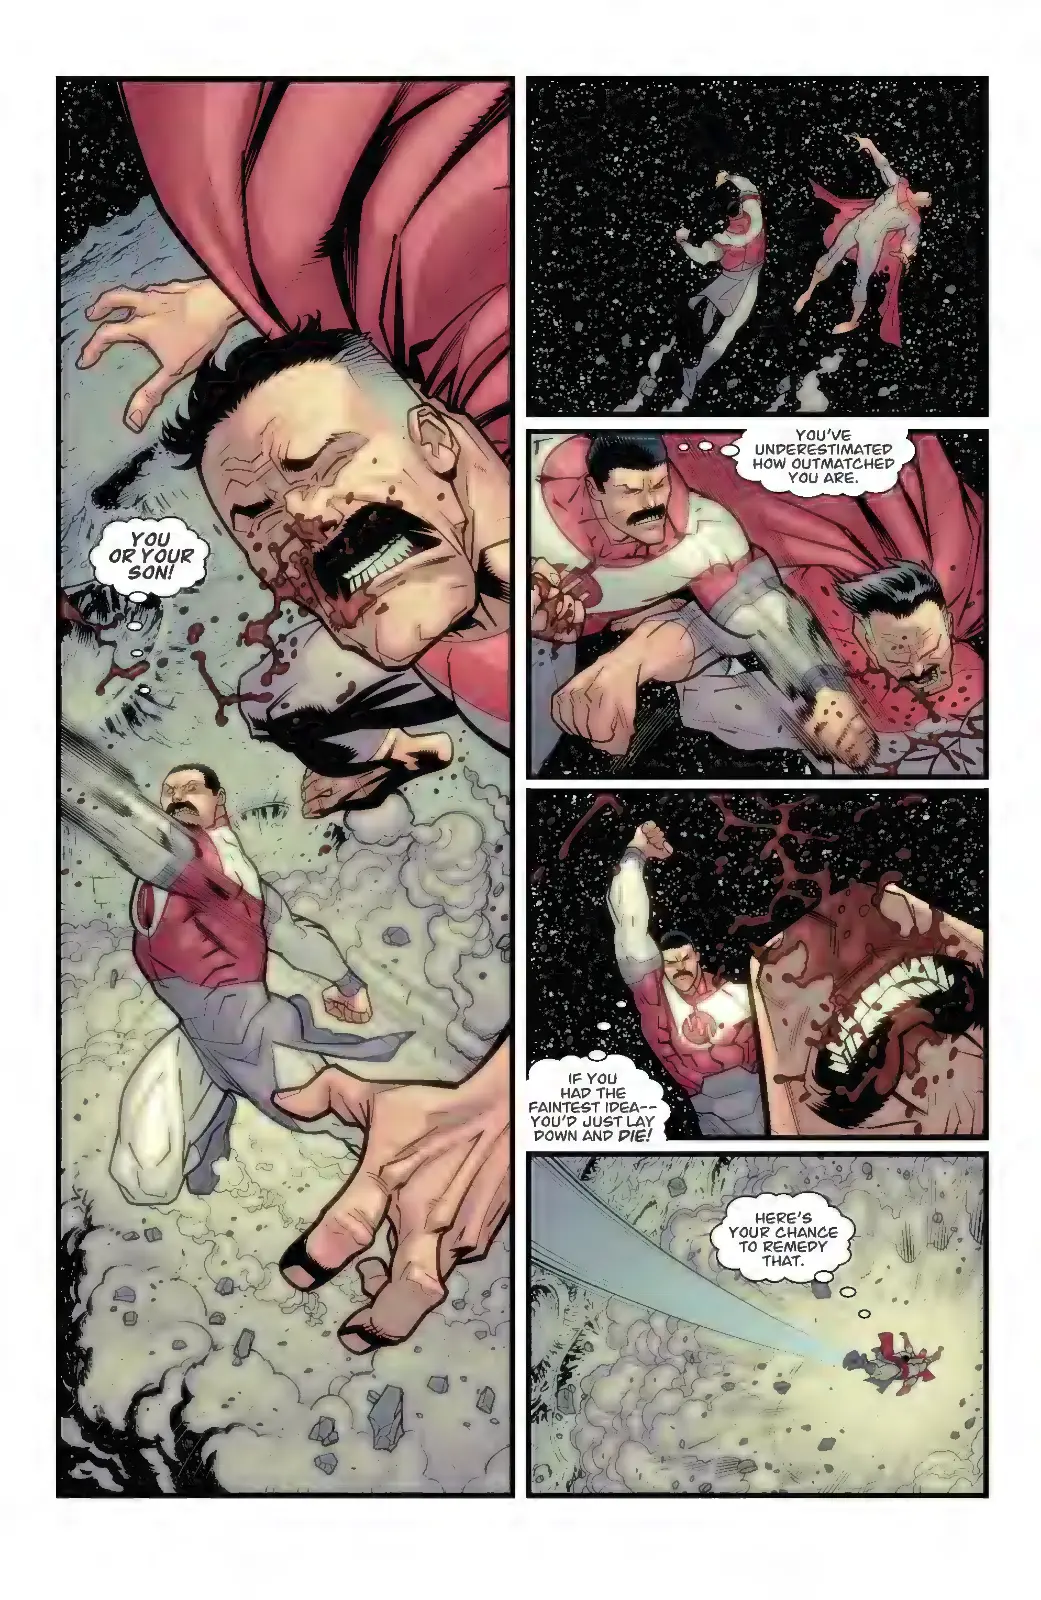 YOU
OR YOUR
SON!
YOU'VE
UNDERESTIMATED
HOW OUTMATCHED
YOU ARE.
IF YOU
HAD THE
FAINTEST IDEA--
YOU'D JUST LAY
DOWN AND DIE!
HERE'S
YOUR CHANCE
TO REMEDY
THAT.